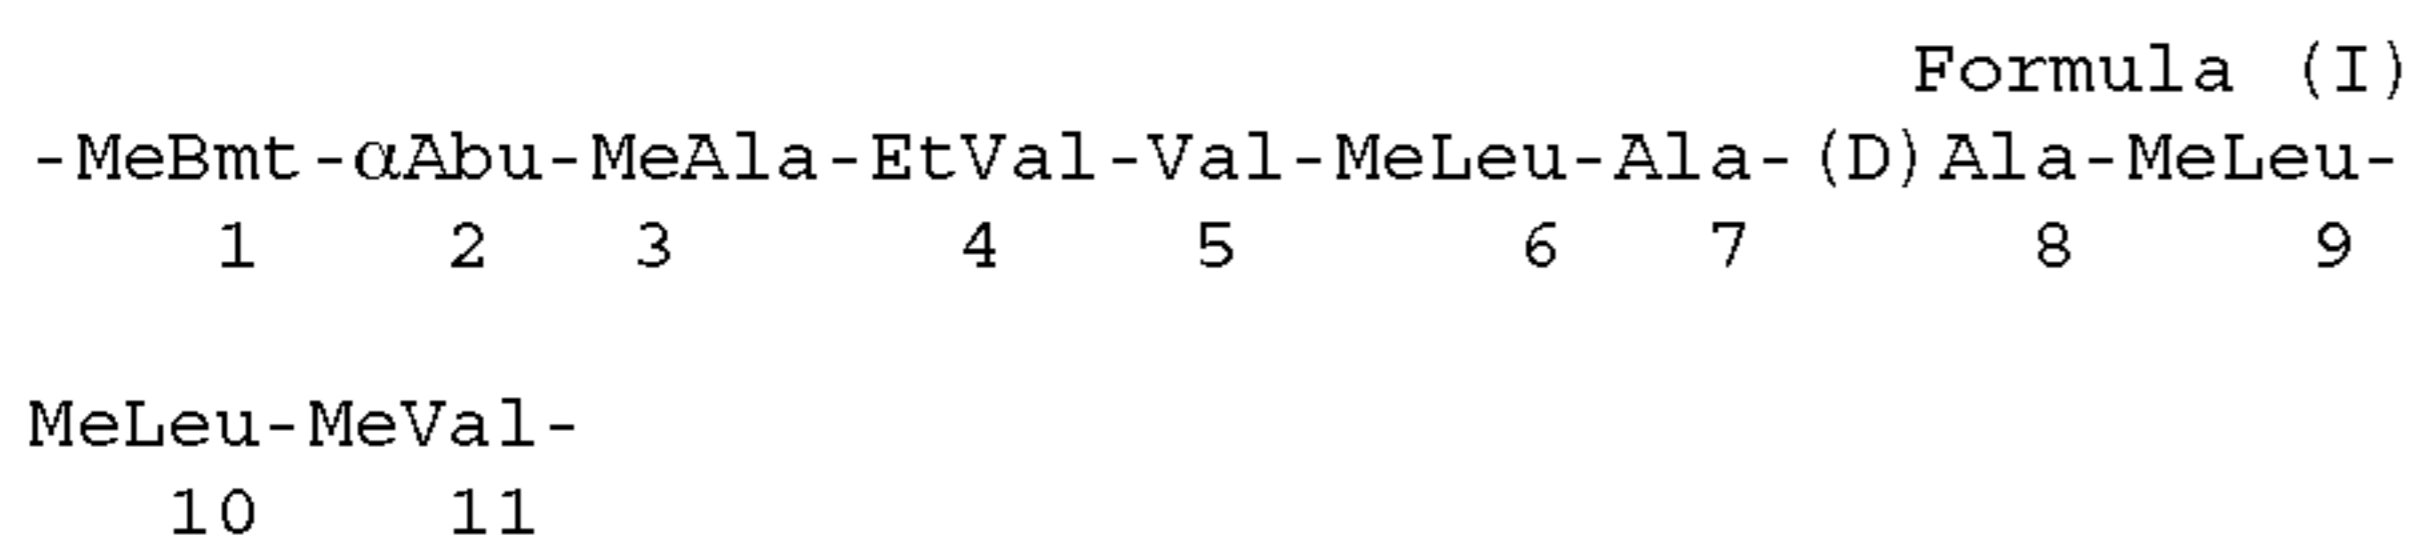 Formula (I)
-MeBmt-αAbu-MeAla-EtVal-Val-MeLeu-Ala-(D)Ala-MeLeu-
1 2 3 4 5 6 7 8 9
MeLeu-MeVal-
10 11